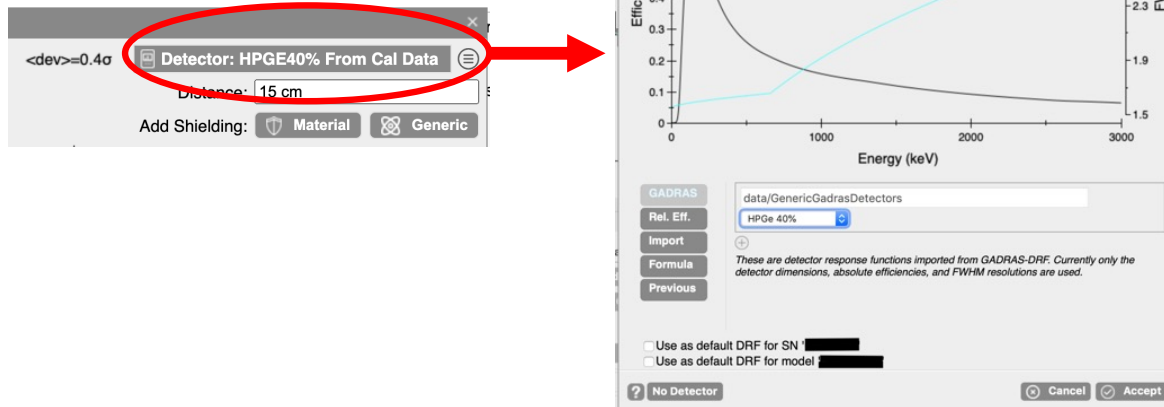 ×
<dev>=0.4σ
Detector: HPGE40% From Cal Data
Distance: 15 cm
Add Shielding: Material Generic
0.3
0.2
0.1
0
2.3
1.9
1.5
0 1000 2000 3000
Energy (keV)
GADRAS
Rel. Eff.
Import
Formula
Previous
data/GenericGadrasDetectors
HPGe 40%
These are detector response functions imported from GADRAS-DRF. Currently only the
detector dimensions, absolute efficiencies, and FWHM resolutions are used.
Use as default DRF for SN '
Use as default DRF for model
? No Detector Cancel Accept